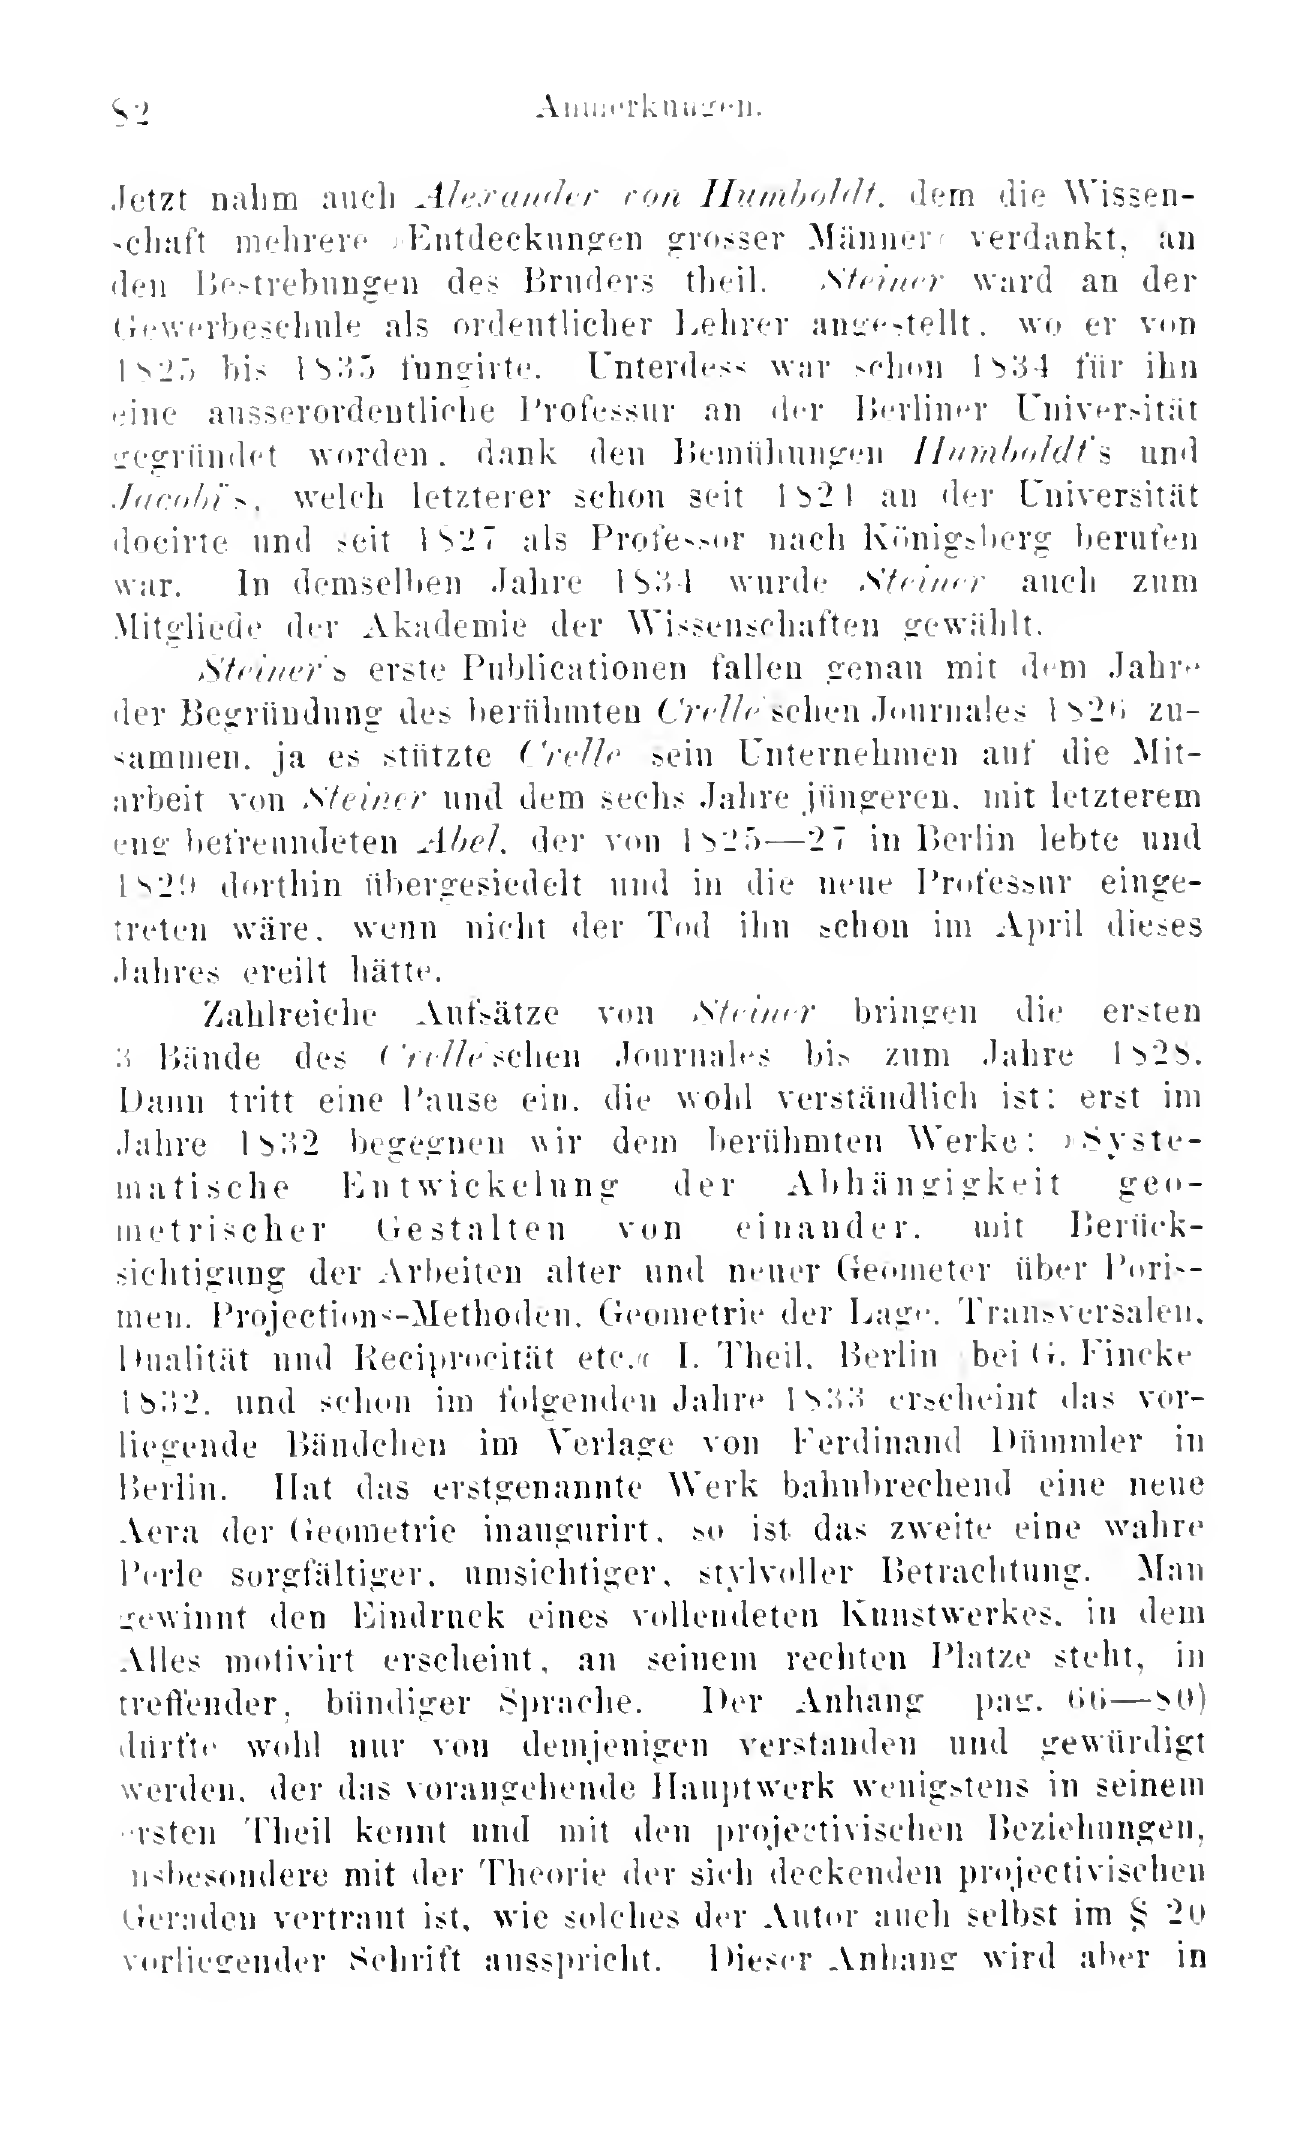 82 Anmerkungen.
Jetzt nahm auch Alexander von Humboldt, dem die Wissen-
schaft mehrere »Entdeckungen grosser Männer« verdankt, an
den Bestrebungen des Bruders theil. Steiner ward an der
Gewerbeschule als ordentlicher Lehrer angestellt, wo er von
1825 bis 1835 fungirte. Unterdess war schon 1834 für ihn
eine ausserordentliche Professur an der Berliner Universität
gegründet worden, dank den Bemühungen Humboldt's und
Jacobi's, welch letzterer schon seit 1824 an der Universität
docirte und seit 1827 als Professor nach Königsberg berufen
war. In demselben Jahre 1834 wurde Steiner auch zum
Mitgliede der Akademie der Wissenschaften gewählt.
Steiner's erste Publicationen fallen genau mit dem Jahre
der Begründung des berühmten Crelle'schen Journales 1826 zu-
sammen, ja es stützte Crelle sein Unternehmen auf die Mit-
arbeit von Steiner und dem sechs Jahre jüngeren, mit letzterem
eng befreundeten Abel, der von 1825—27 in Berlin lebte und
1829 dorthin übergesiedelt und in die neue Professur einge-
treten wäre, wenn nicht der Tod ihn schon im April dieses
Jahres ereilt hätte.
Zahlreiche Aufsätze von Steiner bringen die ersten
3 Bände des Crelle'schen Journales bis zum Jahre 1828.
Dann tritt eine Pause ein, die wohl verständlich ist: erst im
Jahre 1832 begegnen wir dem berühmten Werke: »Syste-
matische Entwickelung der Abhängigkeit geo-
metrischer Gestalten von einander, mit Berück-
sichtigung der Arbeiten alter und neuer Geometer über Poris-
men, Projections-Methoden, Geometrie der Lage, Transversalen,
Dualität und Reciprocität etc.« I. Theil. Berlin bei G. Fincke
1832, und schon im folgenden Jahre 1833 erscheint das vor-
liegende Bändchen im Verlage von Ferdinand Dümmler in
Berlin. Hat das erstgenannte Werk bahnbrechend eine neue
Aera der Geometrie inaugurirt, so ist das zweite eine wahre
Perle sorgfältiger, umsichtiger, stylvoller Betrachtung. Man
gewinnt den Eindruck eines vollendeten Kunstwerkes, in dem
Alles motivirt erscheint, an seinem rechten Platze steht, in
treffender, bündiger Sprache. Der Anhang pag. 66—80)
dürfte wohl nur von demjenigen verstanden und gewürdigt
werden, der das vorangehende Hauptwerk wenigstens in seinem
ersten Theil kennt und mit den projectivischen Beziehungen,
insbesondere mit der Theorie der sich deckenden projectivischen
Geraden vertraut ist, wie solches der Autor auch selbst im § 20
vorliegender Schrift ausspricht. Dieser Anhang wird aber in